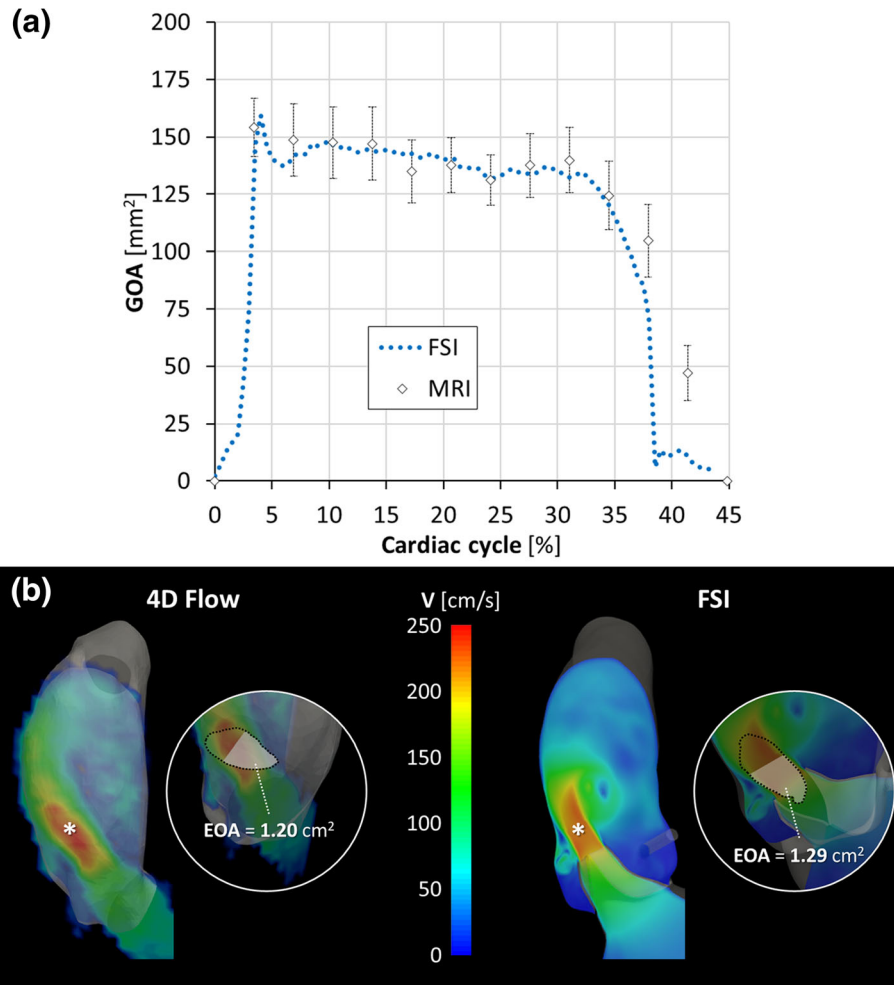 (a)
200
175
150
125
100
75
50
25
0
GOA [mm²]
FSI
MRI
0 5 10 15 20 25 30 35 40 45
Cardiac cycle [%]
(b)
4D Flow V [cm/s] FSI
250
200
150
100
50
0
*
EOA = 1.20 cm²
*
EOA = 1.29 cm²